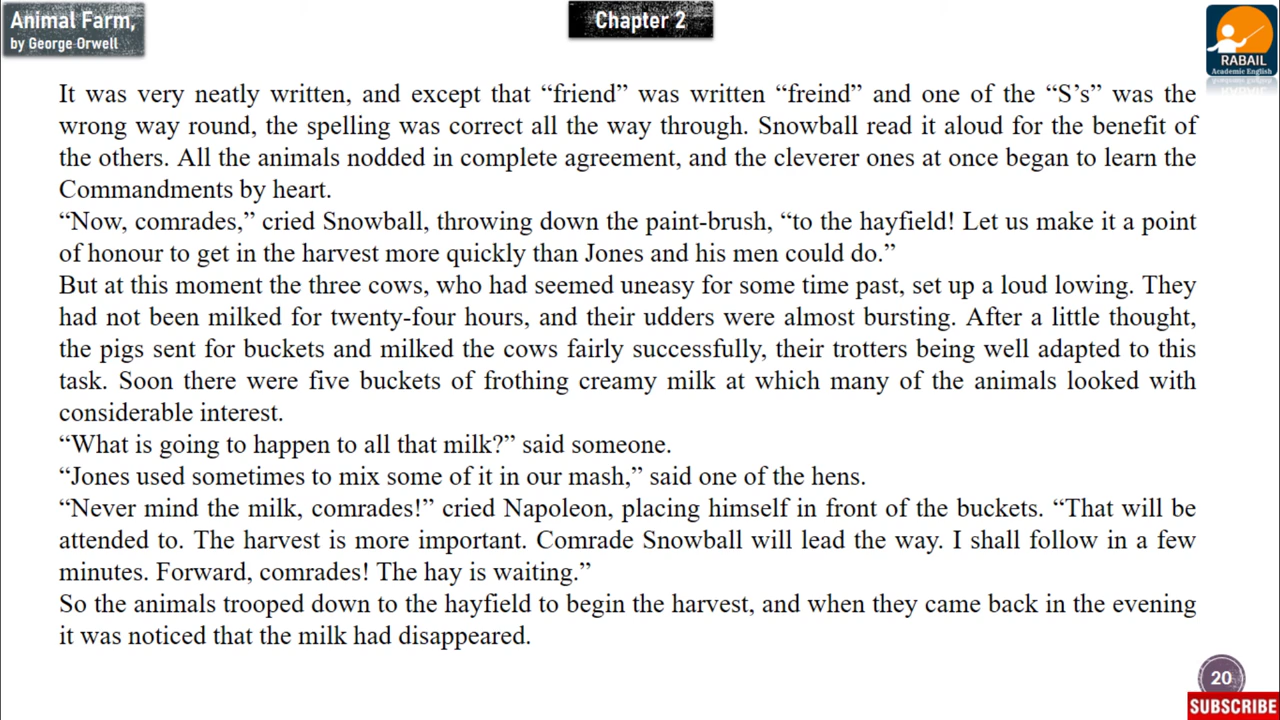 Animal Farm,
by George Orwell
Chapter 2
RABAIL
Academic English
It was very neatly written, and except that “friend” was written “freind” and one of the “S’s” was the
wrong way round, the spelling was correct all the way through. Snowball read it aloud for the benefit of
the others. All the animals nodded in complete agreement, and the cleverer ones at once began to learn the
Commandments by heart.
“Now, comrades,” cried Snowball, throwing down the paint-brush, “to the hayfield! Let us make it a point
of honour to get in the harvest more quickly than Jones and his men could do.”
But at this moment the three cows, who had seemed uneasy for some time past, set up a loud lowing. They
had not been milked for twenty-four hours, and their udders were almost bursting. After a little thought,
the pigs sent for buckets and milked the cows fairly successfully, their trotters being well adapted to this
task. Soon there were five buckets of frothing creamy milk at which many of the animals looked with
considerable interest.
“What is going to happen to all that milk?” said someone.
“Jones used sometimes to mix some of it in our mash,” said one of the hens.
“Never mind the milk, comrades!” cried Napoleon, placing himself in front of the buckets. “That will be
attended to. The harvest is more important. Comrade Snowball will lead the way. I shall follow in a few
minutes. Forward, comrades! The hay is waiting.”
So the animals trooped down to the hayfield to begin the harvest, and when they came back in the evening
it was noticed that the milk had disappeared.
20
SUBSCRIBE